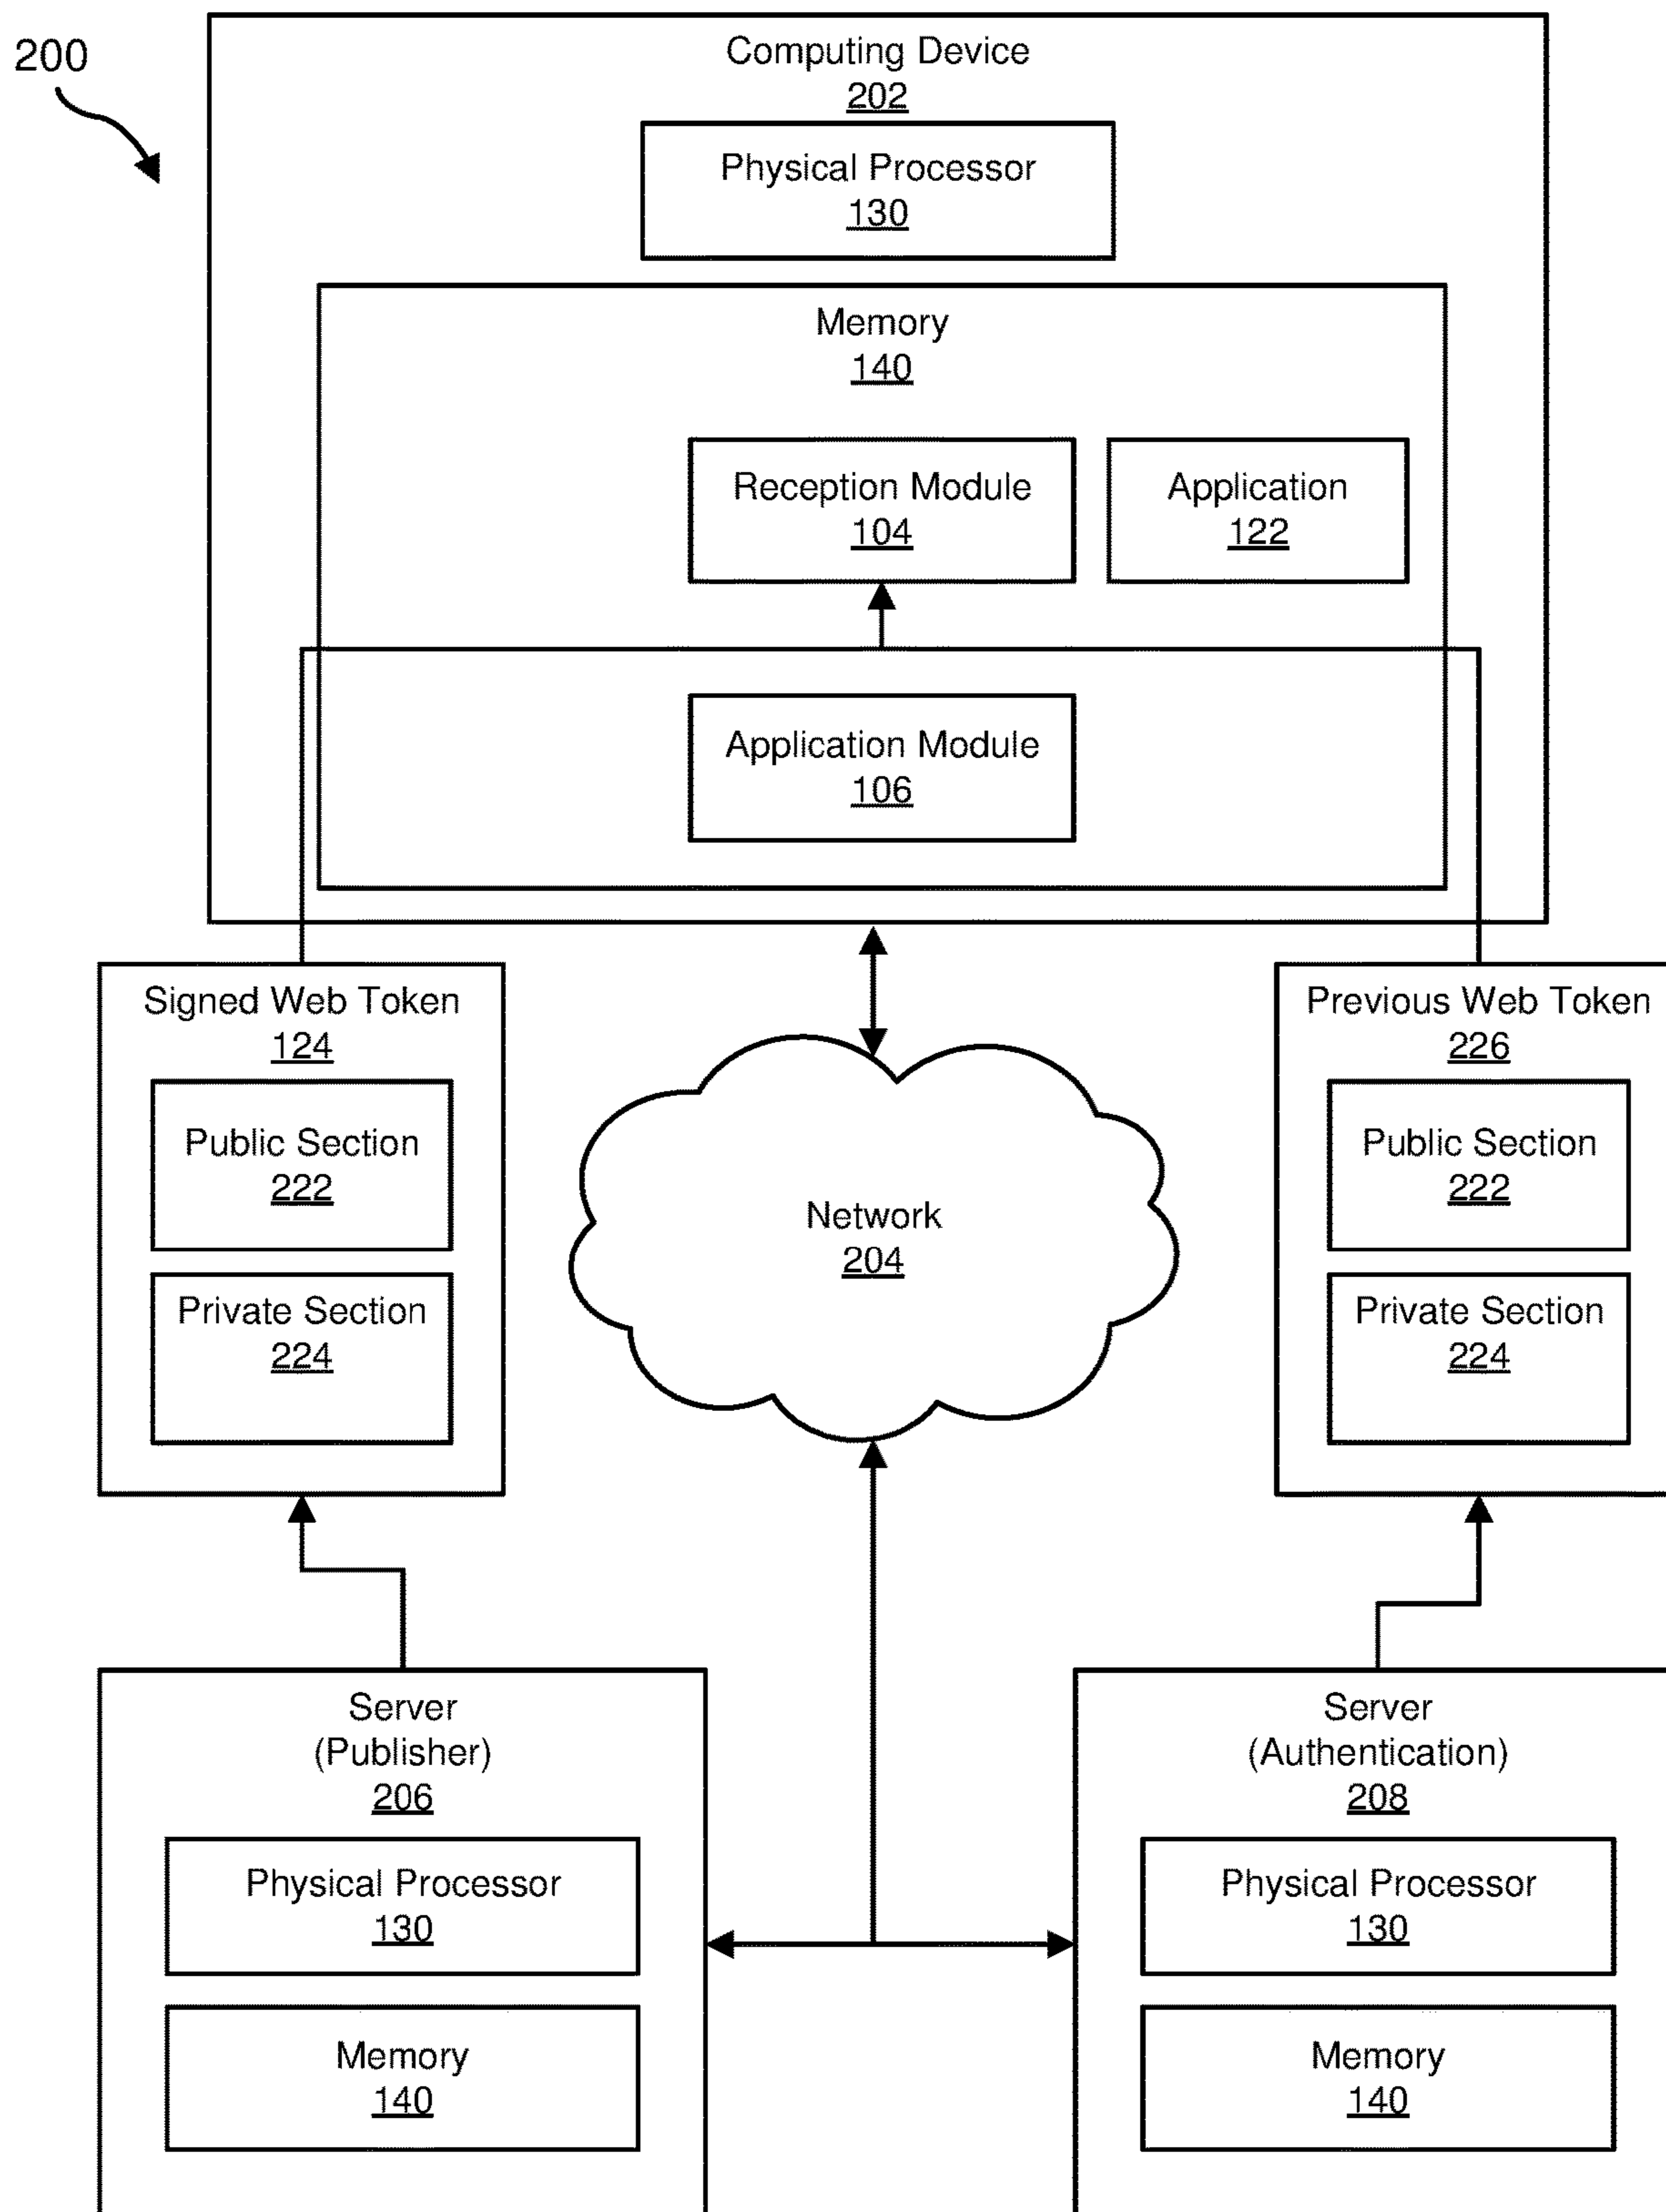 200
Computing Device
202
Physical Processor
130
Memory
140
Reception Module
104
Application
122
Application Module
106
Signed Web Token
124
Public Section
222
Private Section
224
Network
204
Previous Web Token
226
Public Section
222
Private Section
224
Server
(Publisher)
206
Physical Processor
130
Memory
140
Server
(Authentication)
208
Physical Processor
130
Memory
140